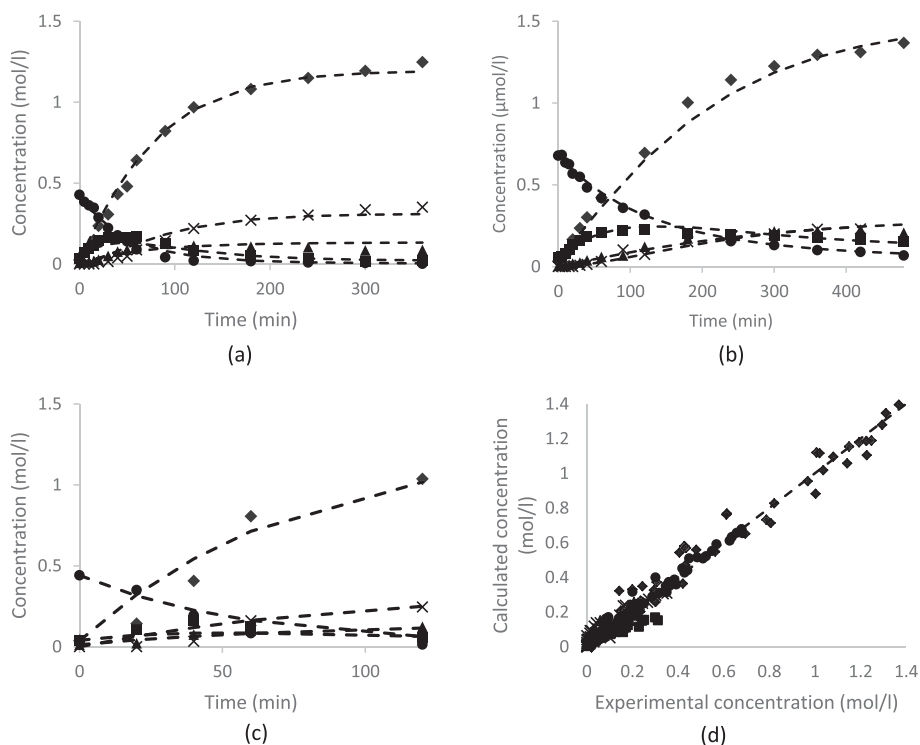 1.5
1
0.5
0
Concentration (mol/l)
0 100 200 300
Time (min)
(a)
1.5
1
0.5
0
Concentration (µmol/l)
0 100 200 300 400
Time (min)
(b)
1.5
1
0.5
0
Concentration (mol/l)
0 50 100
Time (min)
(c)
1.4
1.2
1
0.8
0.6
0.4
0.2
0
Calculated concentration
(mol/l)
0 0.2 0.4 0.6 0.8 1 1.2 1.4
Experimental concentration (mol/l)
(d)